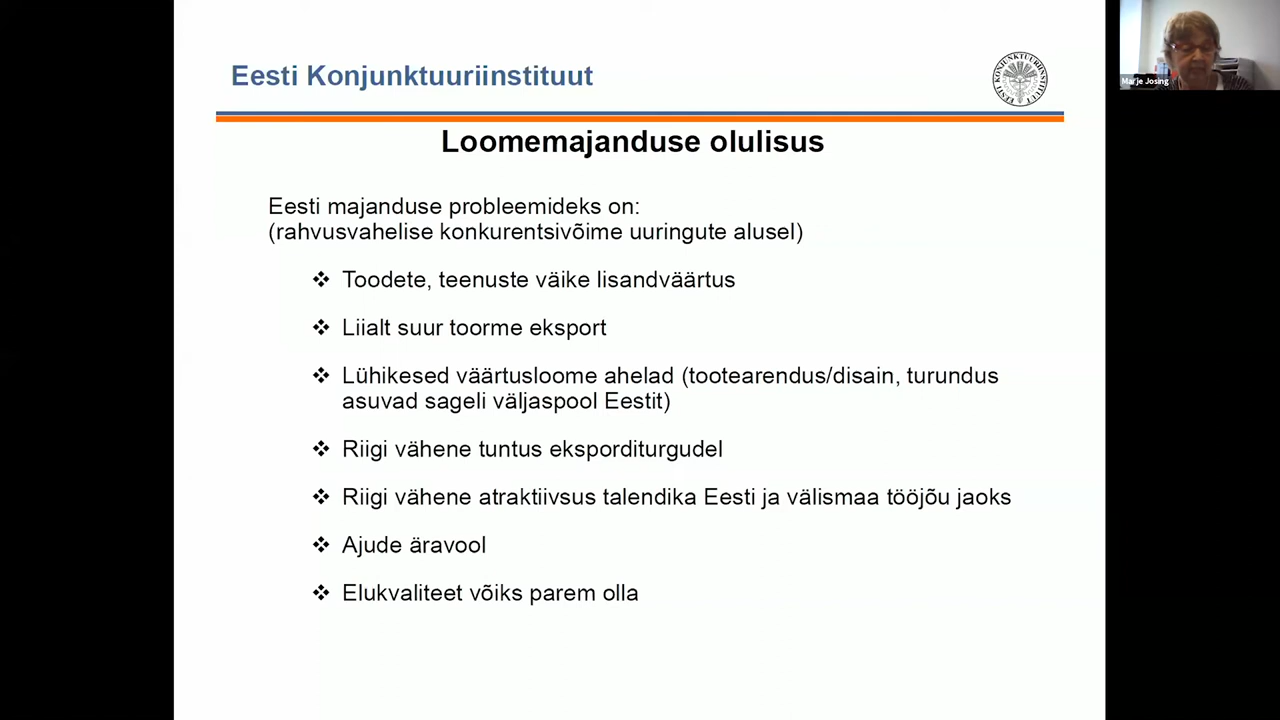 Eesti Konjunktuuriinstituut
EESTI KONJUNKTUURIINSTITUUT
Marje Josing
Loomemajanduse olulisus
Eesti majanduse probleemideks on:
(rahvusvahelise konkurentsivõime uuringute alusel)
❖ Toodete, teenuste väike lisandväärtus
❖ Liialt suur toorme eksport
❖ Lühikesed väärtusloome ahelad (tootearendus/disain, turundus
asuvad sageli väljaspool Eestit)
❖ Riigi vähene tuntus eksporditurgudel
❖ Riigi vähene atraktiivsus talendika Eesti ja välismaa tööjõu jaoks
❖ Ajude äravool
❖ Elukvaliteet võiks parem olla